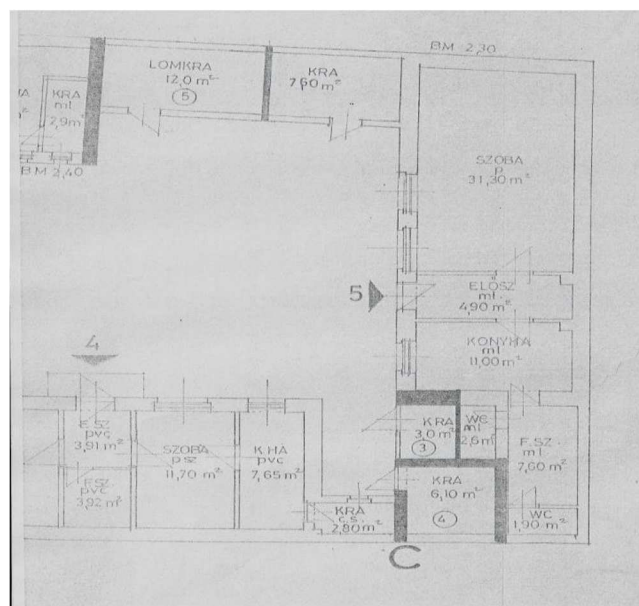 BM 2,30
LOMKRA
12,0 m²
5
KRA
7,60 m²
KRA
ml
2,9 m²
BM 2,40
SZOBA
p
31,30 m²
5
ELŐSZ
ml.
4,90 m²
KONYHA
ml
11,00 m²
4
E.SZ
pvc
3,91 m²
SZOBA
p sz
11,70 m²
K.HA
pvc
7,65 m²
F.SZ.
pvc
3,92 m²
KRA
3,0 m²
3
WC
ml
2,6 m²
F.SZ.
ml
7,60 m²
KRA
6,10 m²
4
KRA
c.s.
2,80 m²
WC
1,90 m²
C